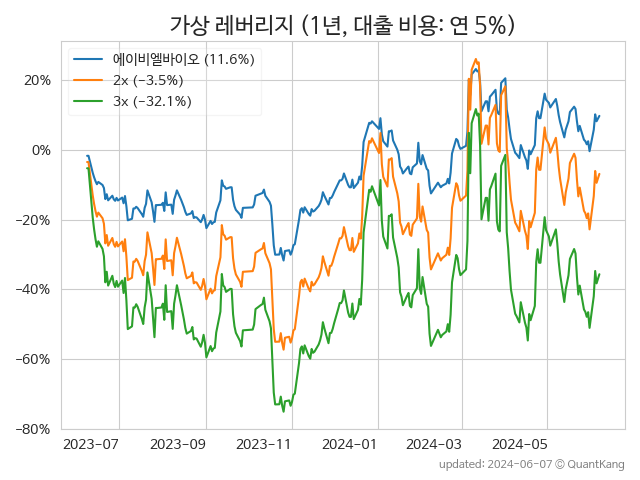 가상 레버리지 (1년, 대출 비용: 연 5%)
에이비엘바이오 (11.6%)
2x (−3.5%)
3x (−32.1%)
20%
0%
−20%
−40%
−60%
−80%
2023-07 2023-09 2023-11 2024-01 2024-03 2024-05
updated: 2024-06-07 © QuantKang